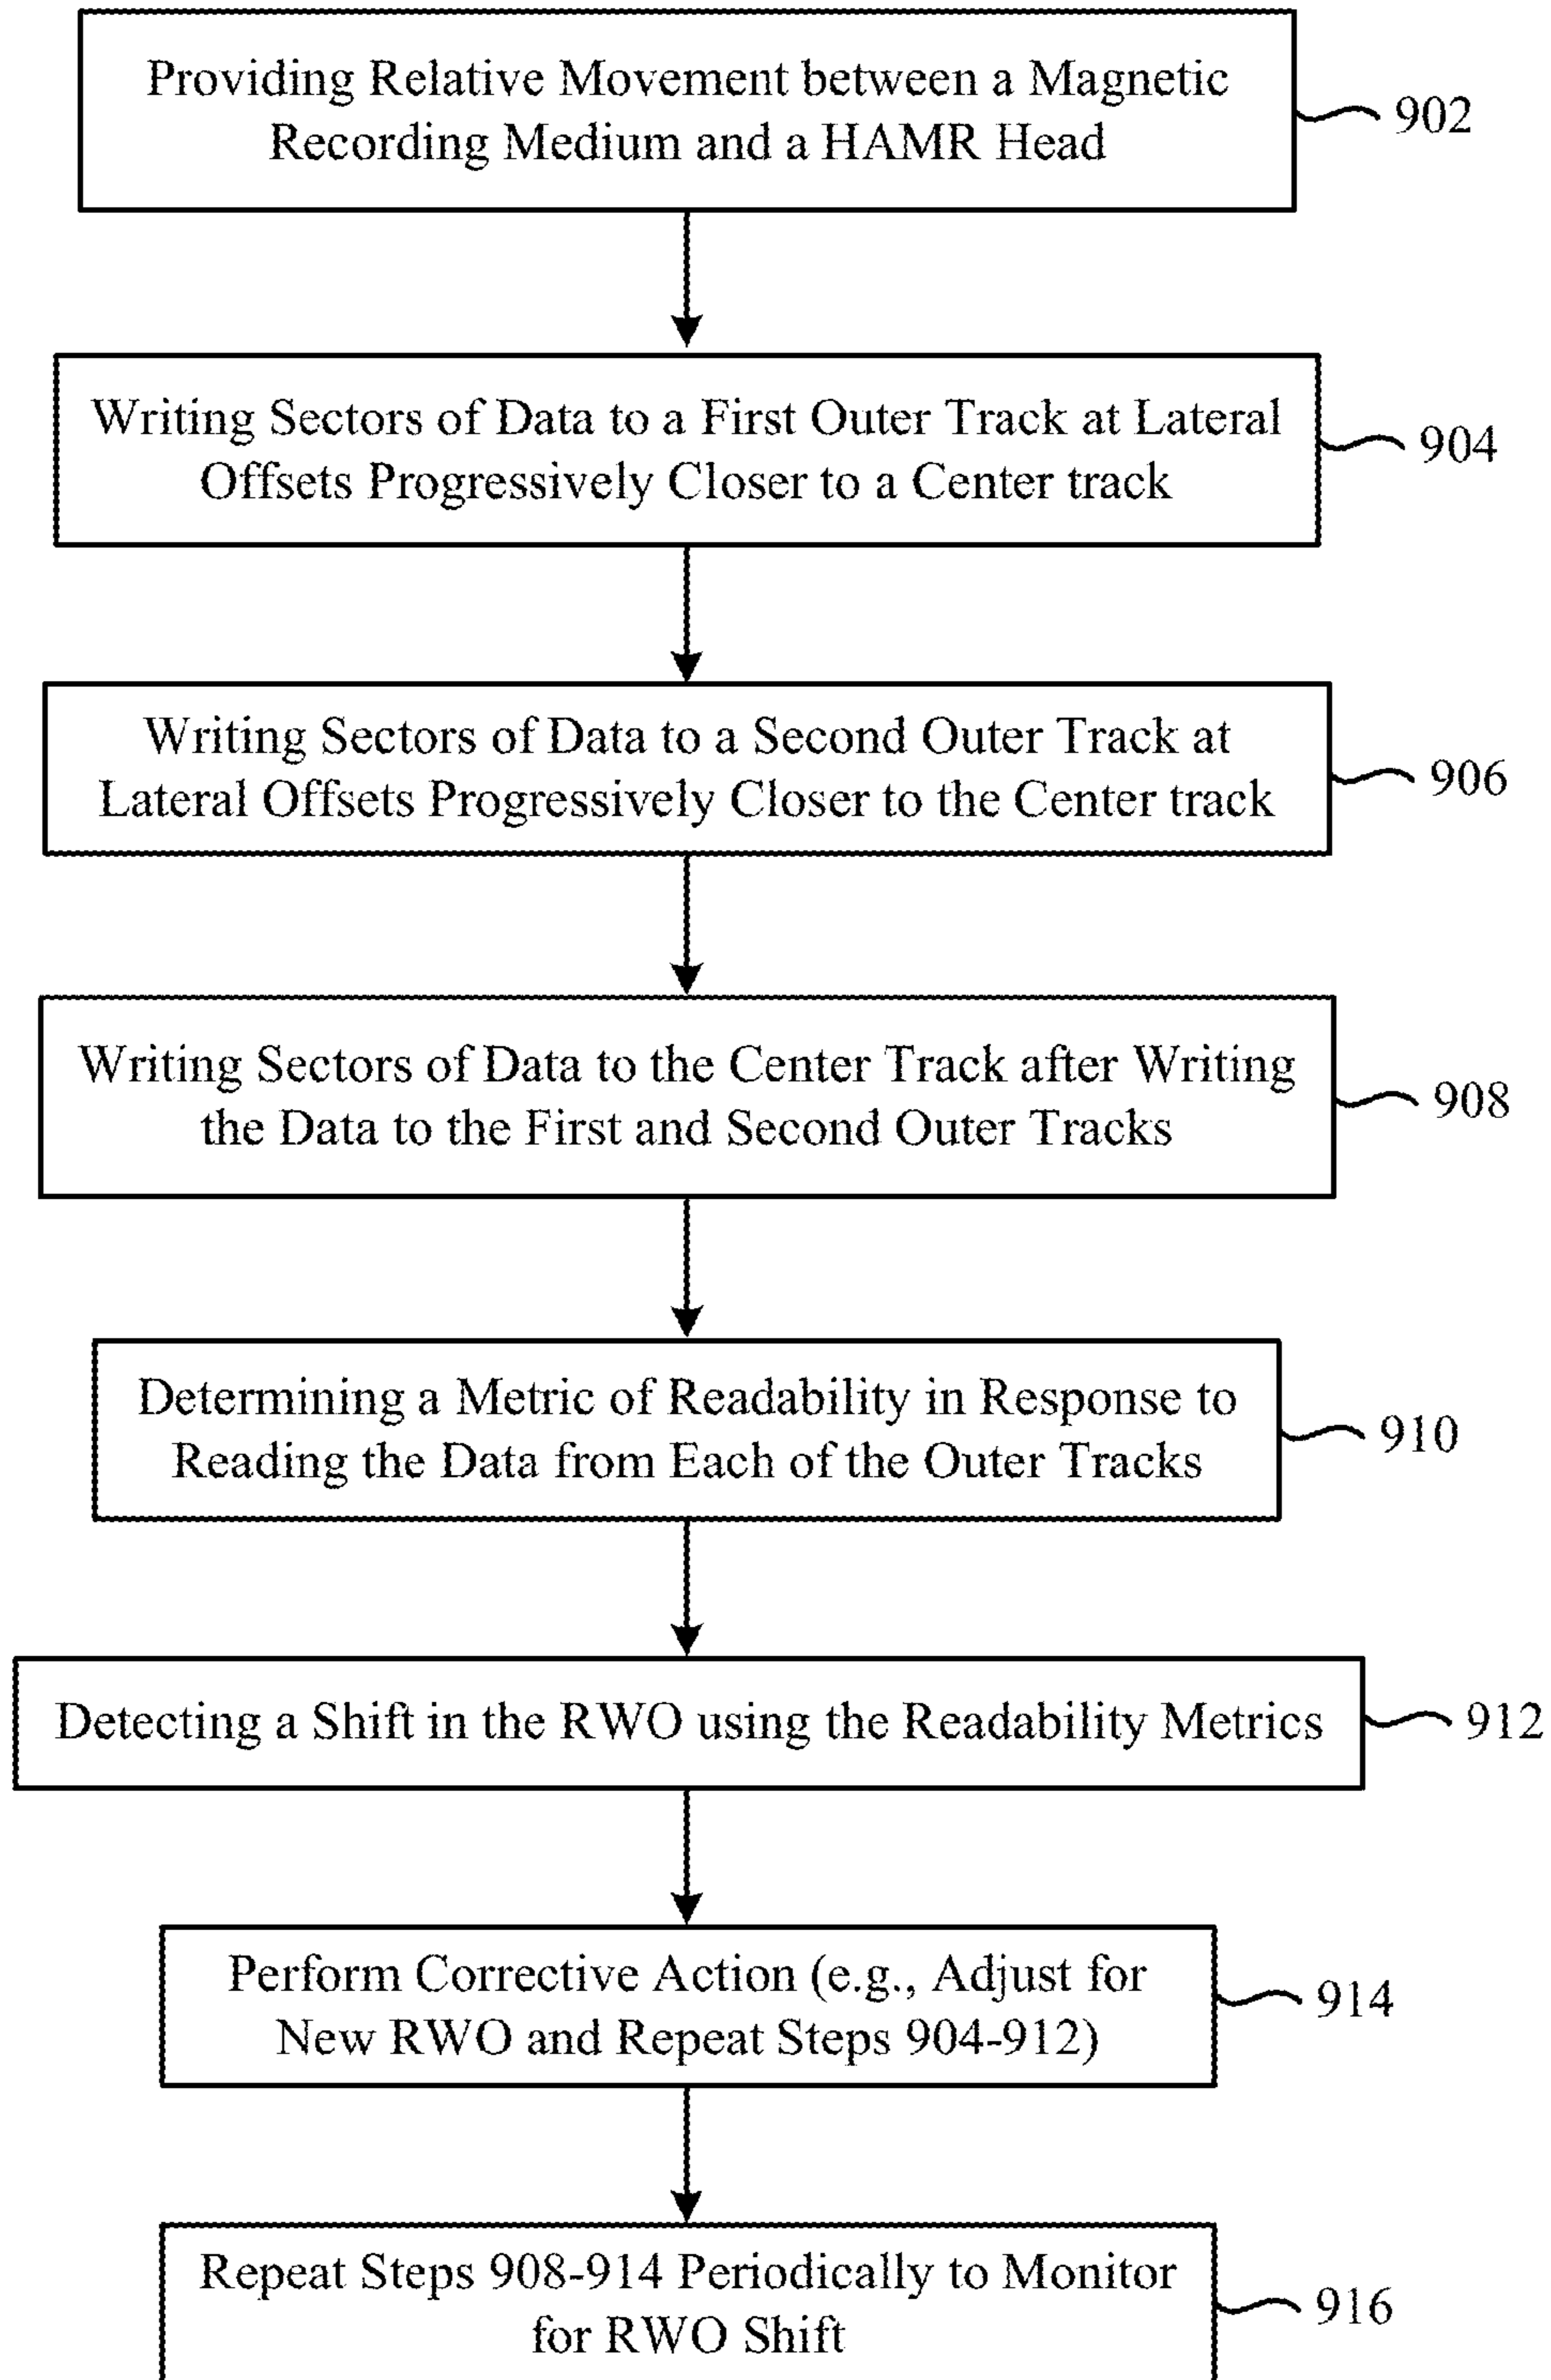 Providing Relative Movement between a Magnetic
Recording Medium and a HAMR Head
902
Writing Sectors of Data to a First Outer Track at Lateral
Offsets Progressively Closer to a Center track
904
Writing Sectors of Data to a Second Outer Track at
Lateral Offsets Progressively Closer to the Center track
906
Writing Sectors of Data to the Center Track after Writing
the Data to the First and Second Outer Tracks
908
Determining a Metric of Readability in Response to
Reading the Data from Each of the Outer Tracks
910
Detecting a Shift in the RWO using the Readability Metrics
912
Perform Corrective Action (e.g., Adjust for
New RWO and Repeat Steps 904-912)
914
Repeat Steps 908-914 Periodically to Monitor
for RWO Shift
916